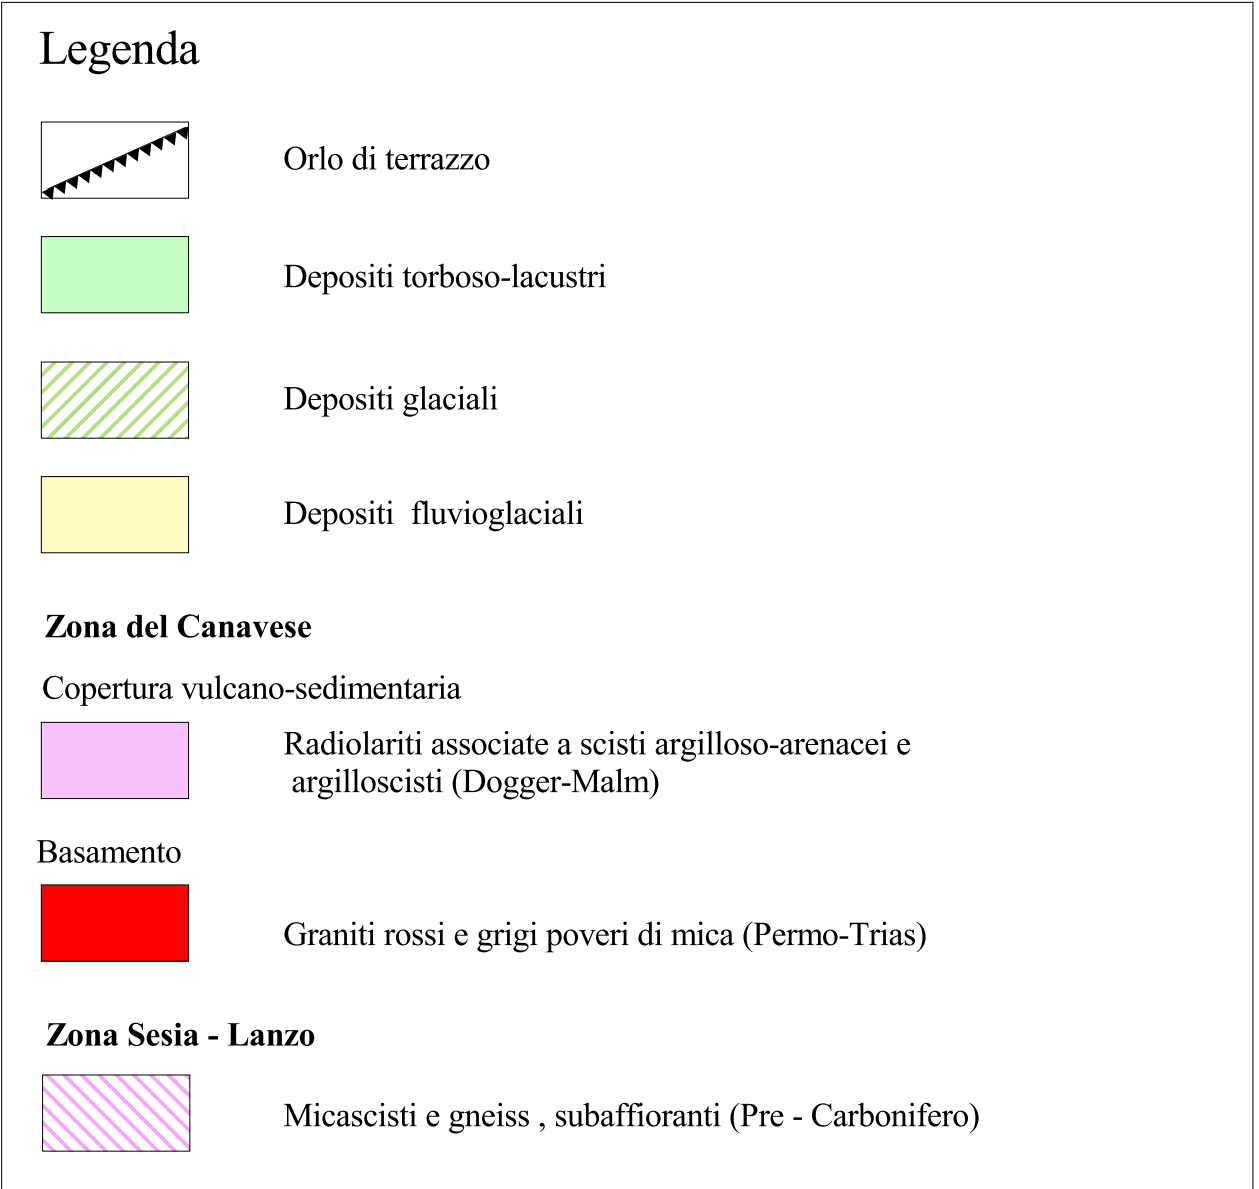 Legenda
Orlo di terrazzo
Depositi torboso-lacustri
Depositi glaciali
Depositi fluvioglaciali
Zona del Canavese
Copertura vulcano-sedimentaria
Radiolariti associate a scisti argilloso-arenacei e
argilloscisti (Dogger-Malm)
Basamento
Graniti rossi e grigi poveri di mica (Permo-Trias)
Zona Sesia - Lanzo
Micascisti e gneiss , subaffioranti (Pre - Carbonifero)